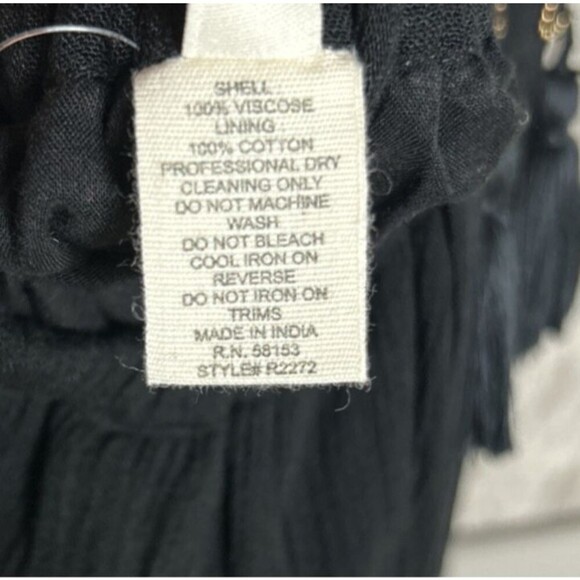 SHELL
100% VISCOSE
LINING
100% COTTON
PROFESSIONAL DRY
CLEANING ONLY
DO NOT MACHINE
WASH
DO NOT BLEACH
COOL IRON ON
REVERSE
DO NOT IRON ON
TRIMS
MADE IN INDIA
R.N. 58153
STYLE# R2272